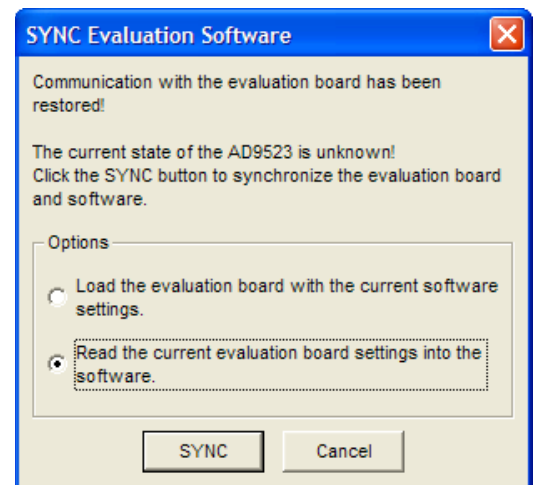 SYNC Evaluation Software
Communication with the evaluation board has been
restored!
The current state of the AD9523 is unknown!
Click the SYNC button to synchronize the evaluation board
and software.
Options
Load the evaluation board with the current software
settings.
Read the current evaluation board settings into the
software.
SYNC Cancel